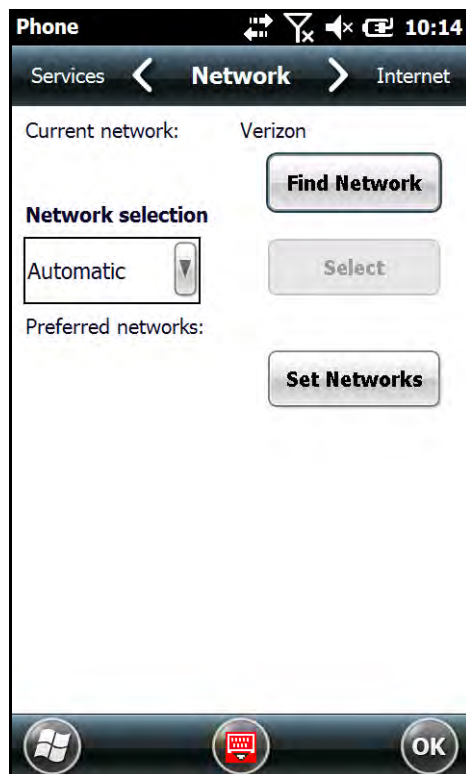 Phone 10:14
Services Network Internet
Current network: Verizon
Find Network
Network selection
Automatic Select
Preferred networks:
Set Networks
OK